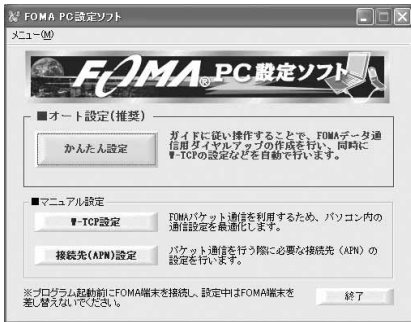 FOMA PC設定ソフト
メニュー(M)
FOMA® PC設定ソフト
■オート設定(推奨)
かんたん設定
ガイドに従い操作することで、FOMAデータ通
信用ダイヤルアップの作成を行い、同時に
W-TCPの設定などを自動で行います。
■マニュアル設定
W-TCP設定
FOMAパケット通信を利用するため、パソコン内の
通信設定を最適化します。
接続先(APN)設定
パケット通信を行う際に必要な接続先（APN）の
設定を行います。
※プログラム起動前にFOMA端末を接続し、設定中はFOMA端末を
差し替えないでください。
終了